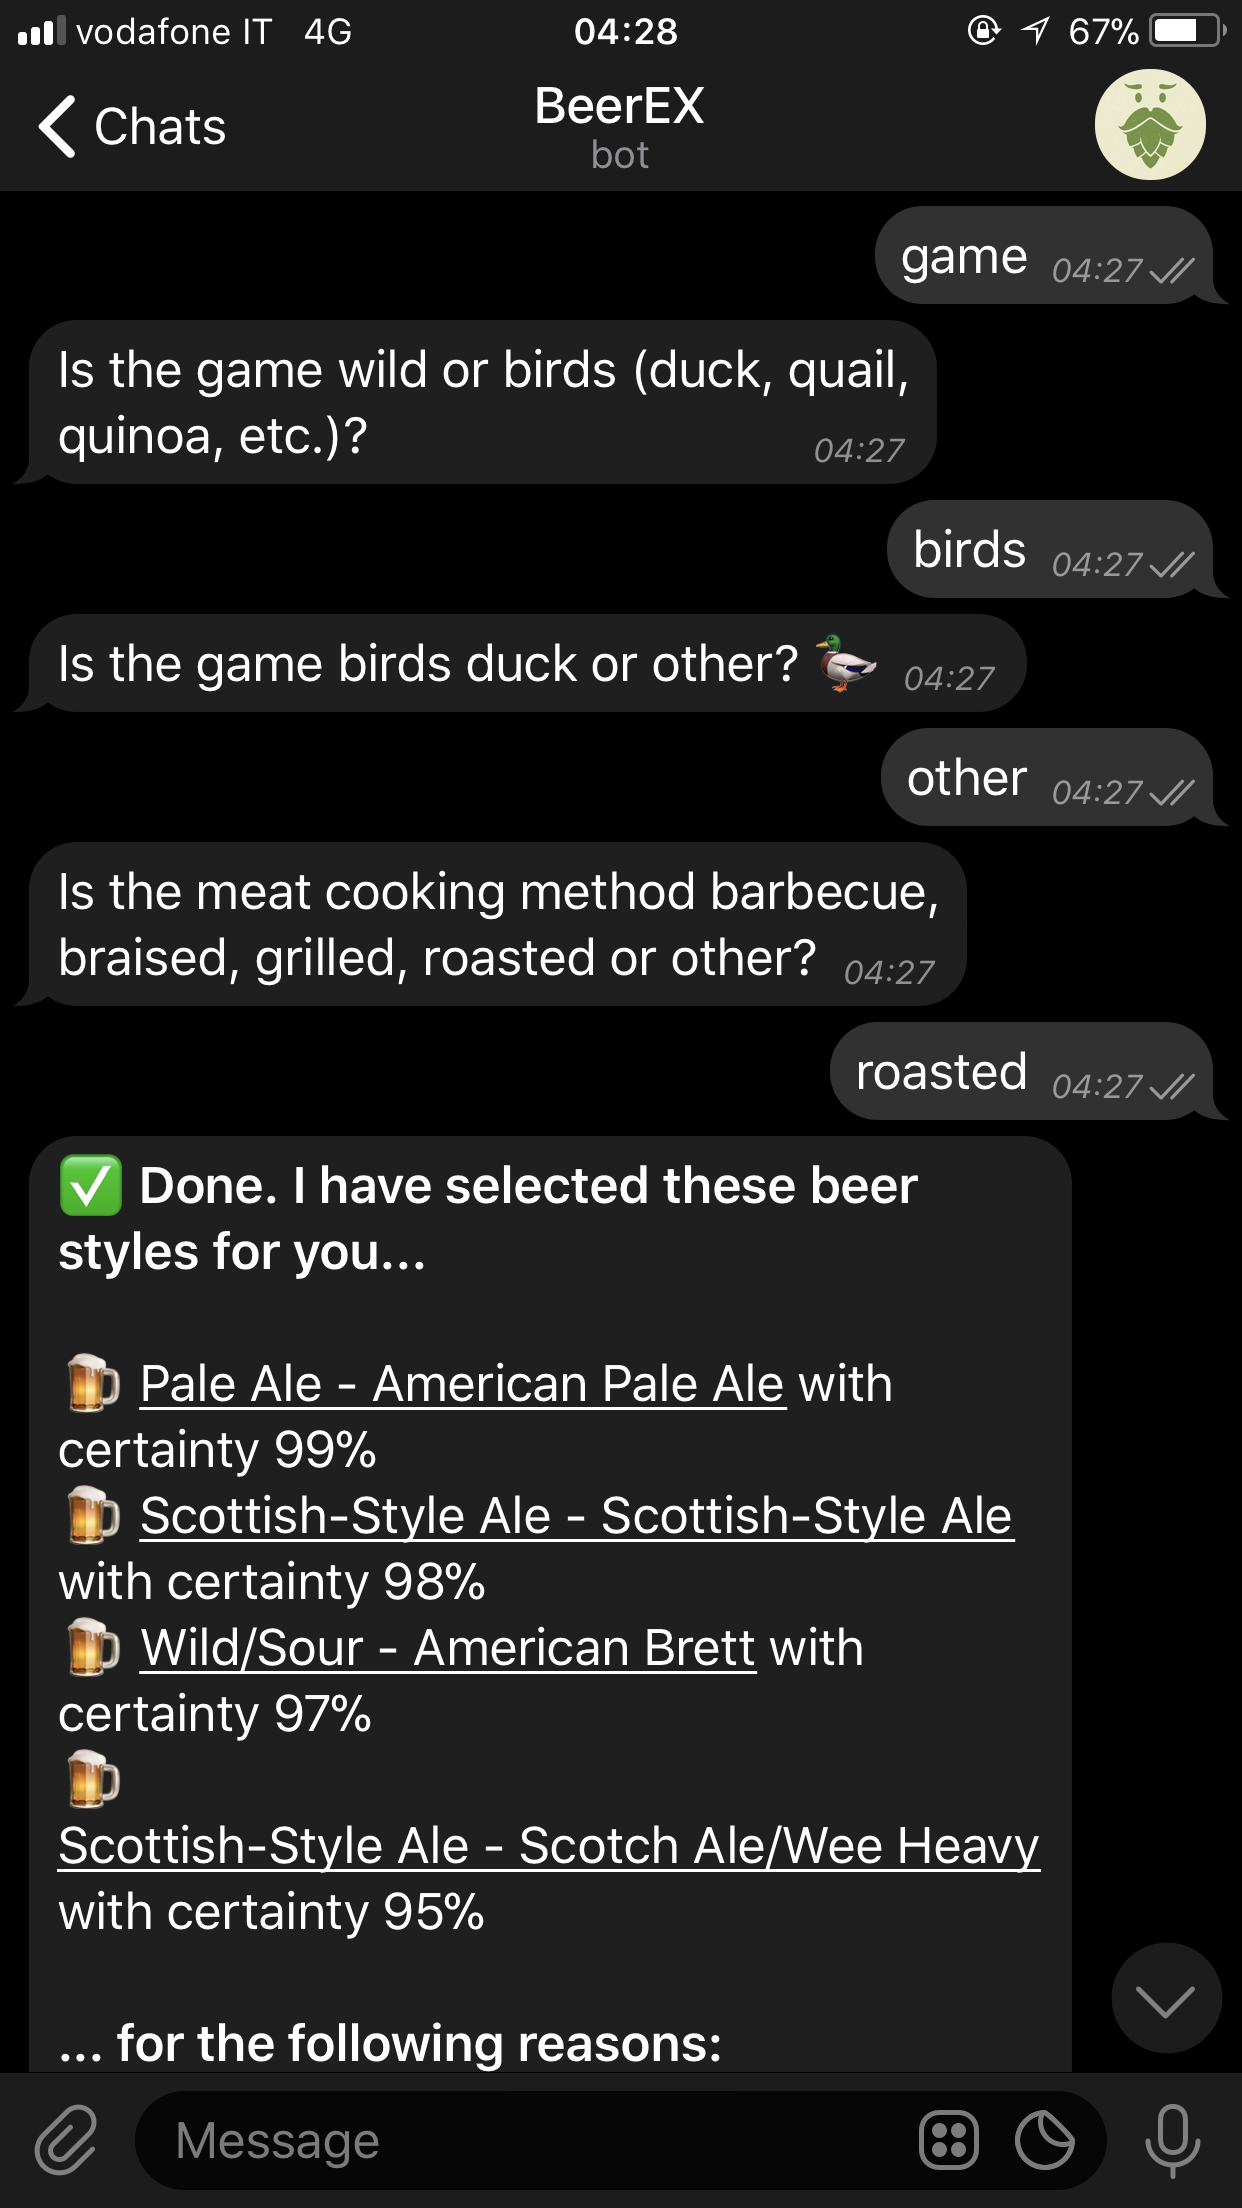 vodafone IT 4G 04:28 67%
Chats BeerEX
bot
game 04:27
Is the game wild or birds (duck, quail,
quinoa, etc.)? 04:27
birds 04:27
Is the game birds duck or other? 04:27
other 04:27
Is the meat cooking method barbecue,
braised, grilled, roasted or other? 04:27
roasted 04:27
✅ Done. I have selected these beer
styles for you...
🍺 Pale Ale - American Pale Ale with
certainty 99%
🍺 Scottish-Style Ale - Scottish-Style Ale
with certainty 98%
🍺 Wild/Sour - American Brett with
certainty 97%
🍺
Scottish-Style Ale - Scotch Ale/Wee Heavy
with certainty 95%
... for the following reasons:
Message